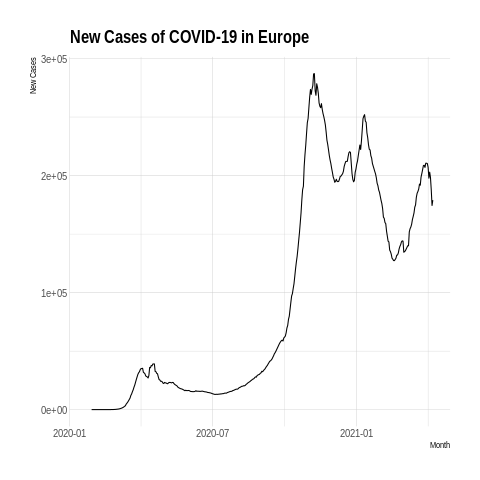 New Cases of COVID-19 in Europe
New Cases
3e+05
2e+05
1e+05
0e+00
2020-01
2020-07
2021-01
Month